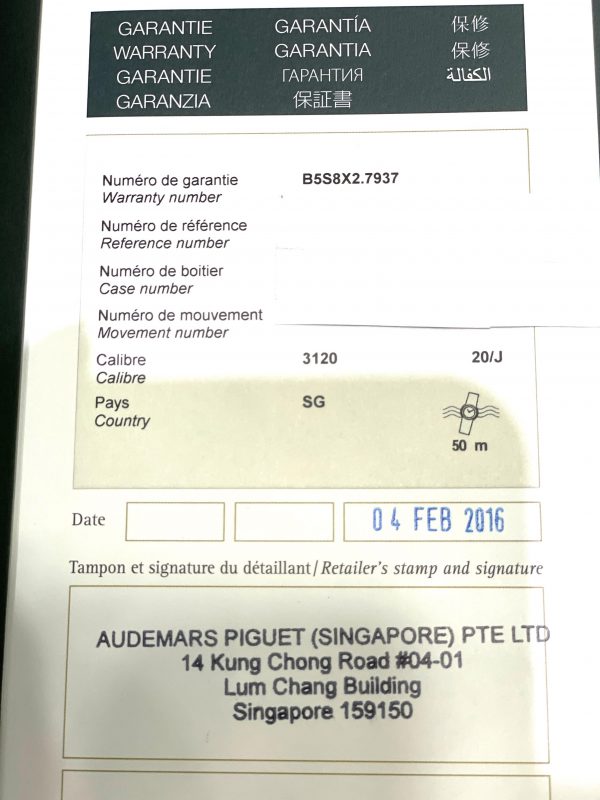 GARANTIE GARANTÍA 保修
WARRANTY GARANTIA 保修
GARANTIE ГАРАНТИЯ الكفالة
GARANZIA 保証書
Numéro de garantie B5S8X2.7937
Warranty number
Numéro de référence
Reference number
Numéro de boitier
Case number
Numéro de mouvement
Movement number
Calibre 3120 20/J
Calibre
Pays SG
Country
50 m
Date 04 FEB 2016
Tampon et signature du détaillant/Retailer's stamp and signature
AUDEMARS PIGUET (SINGAPORE) PTE LTD
14 Kung Chong Road #04-01
Lum Chang Building
Singapore 159150